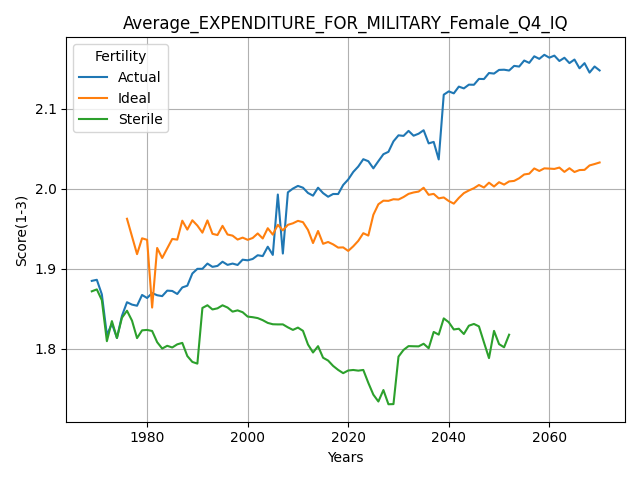 Average_EXPENDITURE_FOR_MILITARY_Female_Q4_IQ
Fertility
Actual
Ideal
Sterile
Score(1-3)
2.1
2.0
1.9
1.8
1980
2000
2020
2040
2060
Years